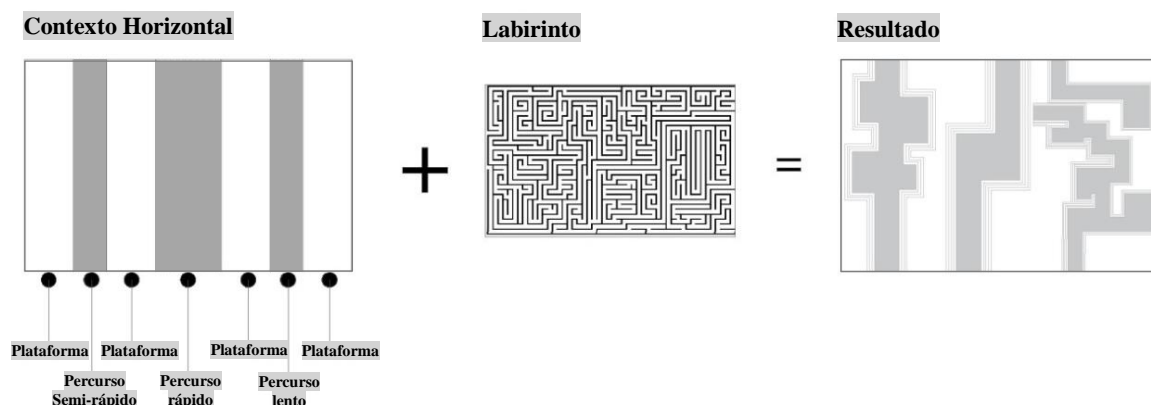 Contexto Horizontal
Labirinto
Resultado
+
=
Plataforma
Plataforma
Plataforma
Plataforma
Percurso
Semi-rápido
Percurso
rápido
Percurso
lento